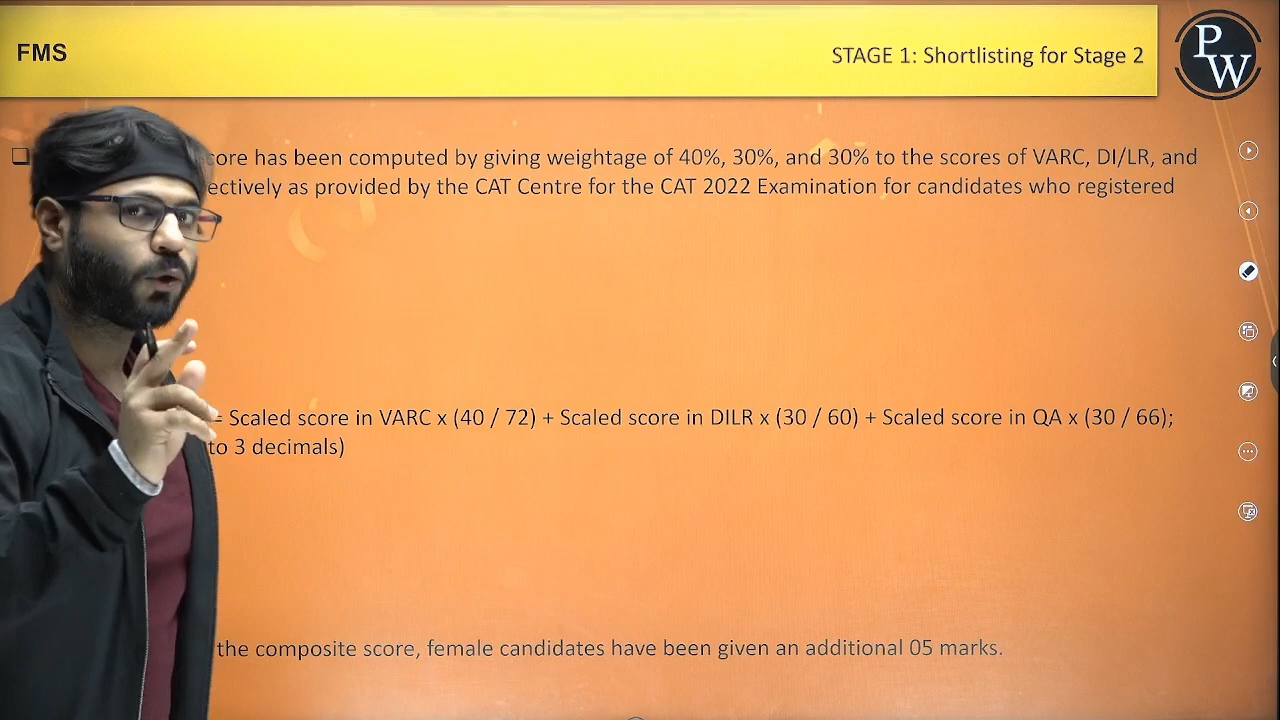 FMS
STAGE 1: Shortlisting for Stage 2
PW
core has been computed by giving weightage of 40%, 30%, and 30% to the scores of VARC, DI/LR, and
ectively as provided by the CAT Centre for the CAT 2022 Examination for candidates who registered
= Scaled score in VARC x (40 / 72) + Scaled score in DILR x (30 / 60) + Scaled score in QA x (30 / 66);
to 3 decimals)
the composite score, female candidates have been given an additional 05 marks.